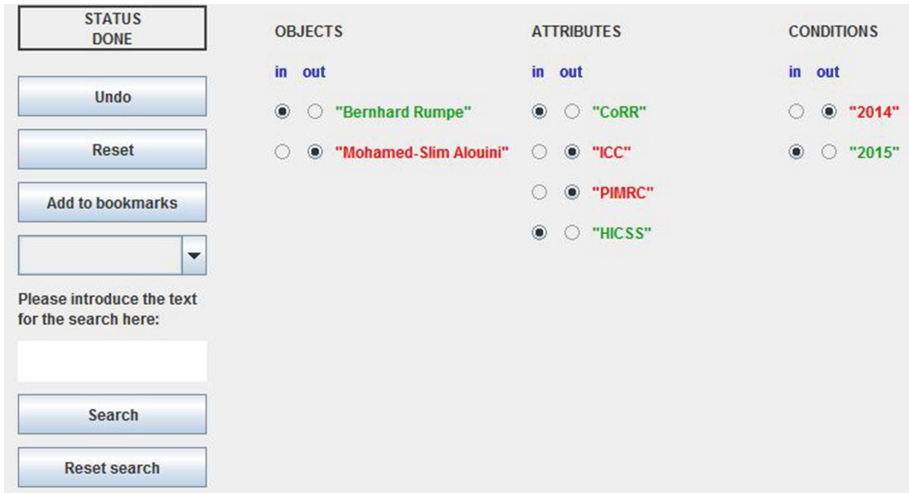 STATUS
DONE
Undo
Reset
Add to bookmarks
Please introduce the text
for the search here:
Search
Reset search
OBJECTS
in out
"Bernhard Rumpe"
"Mohamed-Slim Alouini"
ATTRIBUTES
in out
"CoRR"
"ICC"
"PIMRC"
"HICSS"
CONDITIONS
in out
"2014"
"2015"